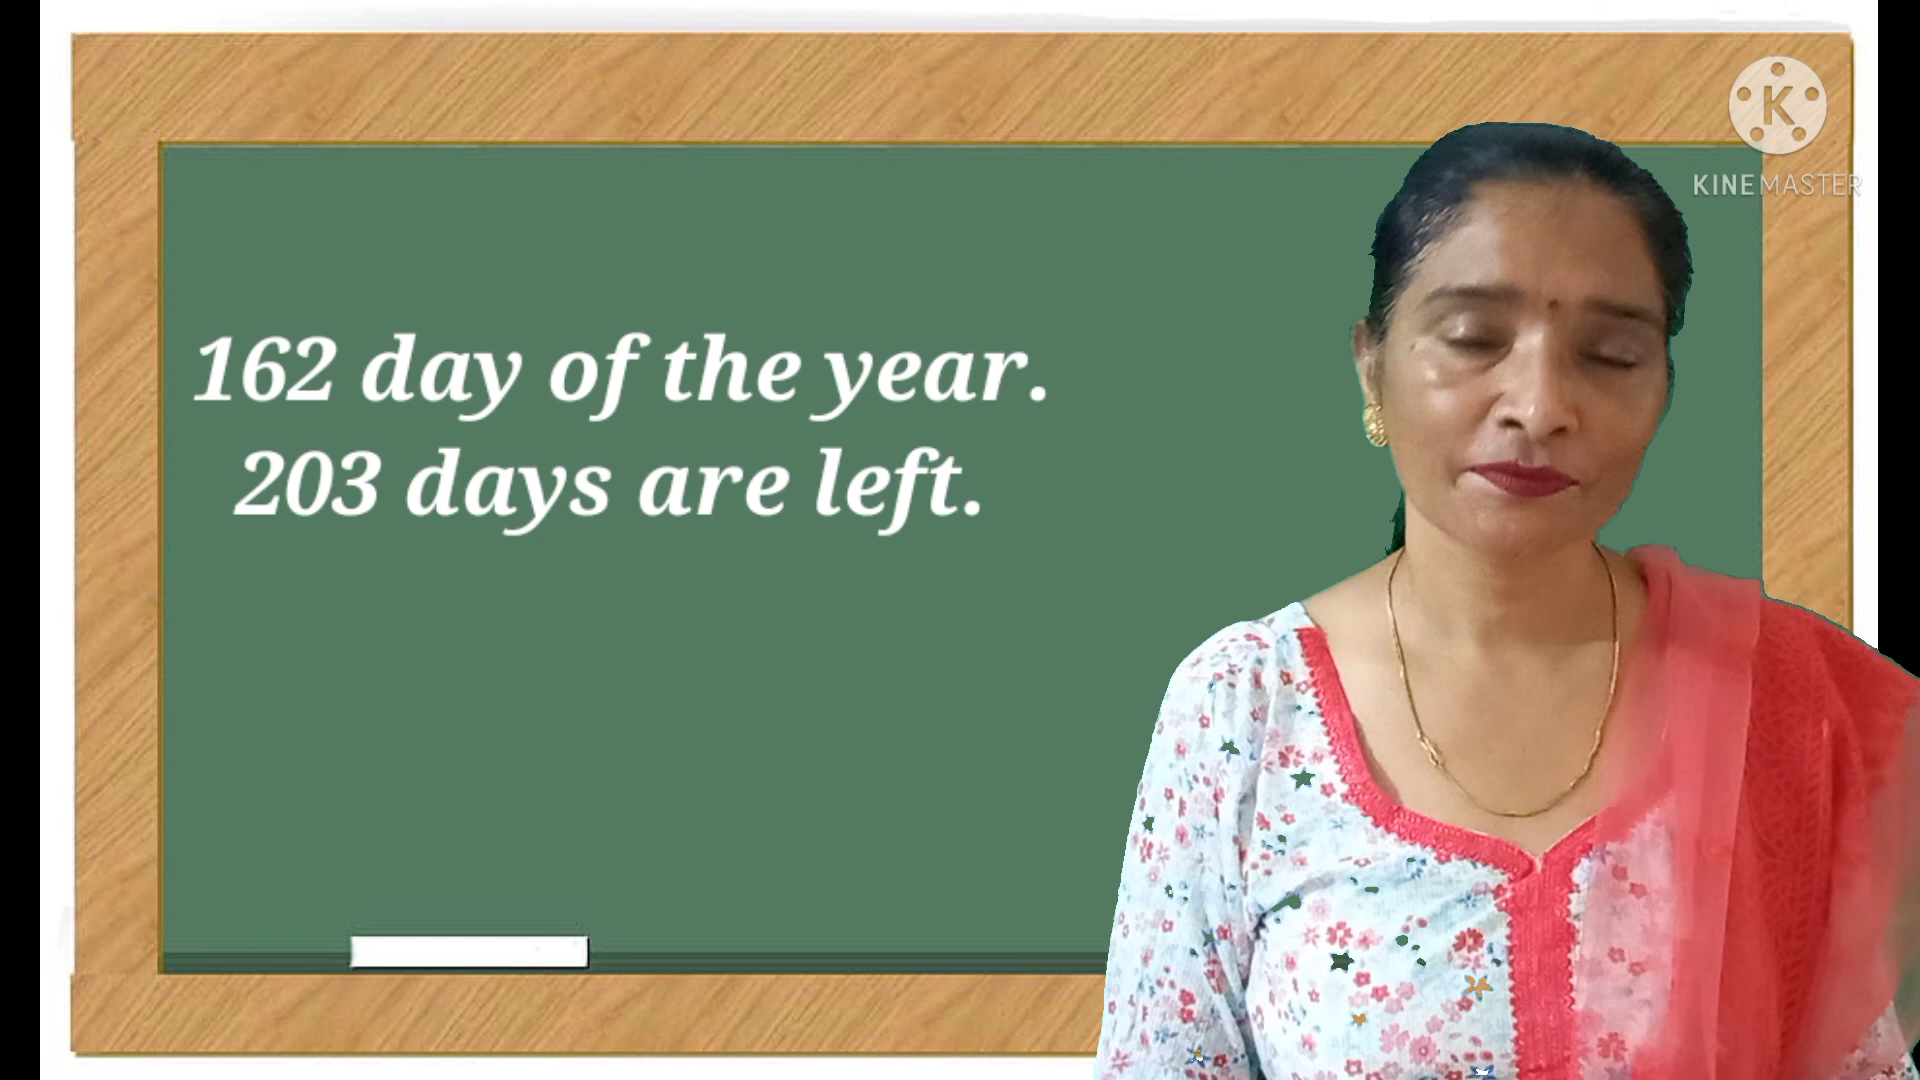 162 day of the year.
203 days are left.
K
KINEMASTER